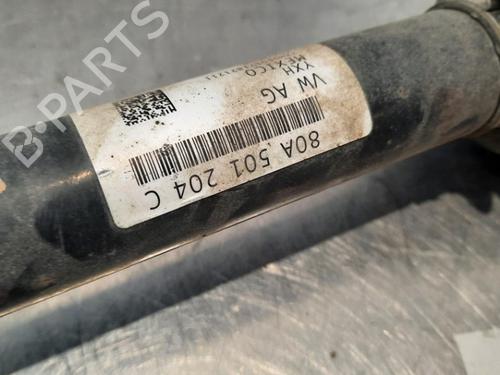 80A 501 204 C
VW AG
YXH
MEXICO
B-PARTS